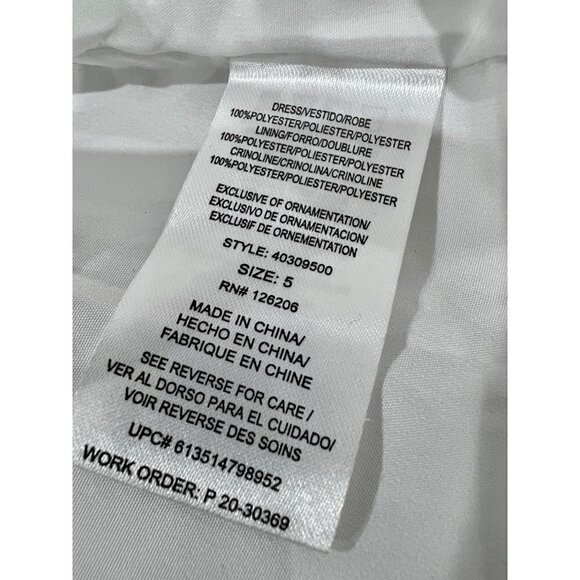 DRESS/VESTIDO/ROBE
100%POLYESTER/POLIESTER/POLYESTER
LINING/FORRO/DOUBLURE
100%POLYESTER/POLIESTER/POLYESTER
CRINOLINE/CRINOLINA/CRINOLINE
100%POLYESTER/POLIESTER/POLYESTER
EXCLUSIVE OF ORNAMENTATION/
EXCLUSIVO DE ORNAMENTACION/
EXCLUSIF DE ORNEMENTATION
STYLE: 40309500
SIZE: 5
RN# 126206
MADE IN CHINA/
HECHO EN CHINA/
FABRIQUE EN CHINE
SEE REVERSE FOR CARE /
VER AL DORSO PARA EL CUIDADO/
VOIR REVERSE DES SOINS
UPC# 613514798952
WORK ORDER: P 20-30369